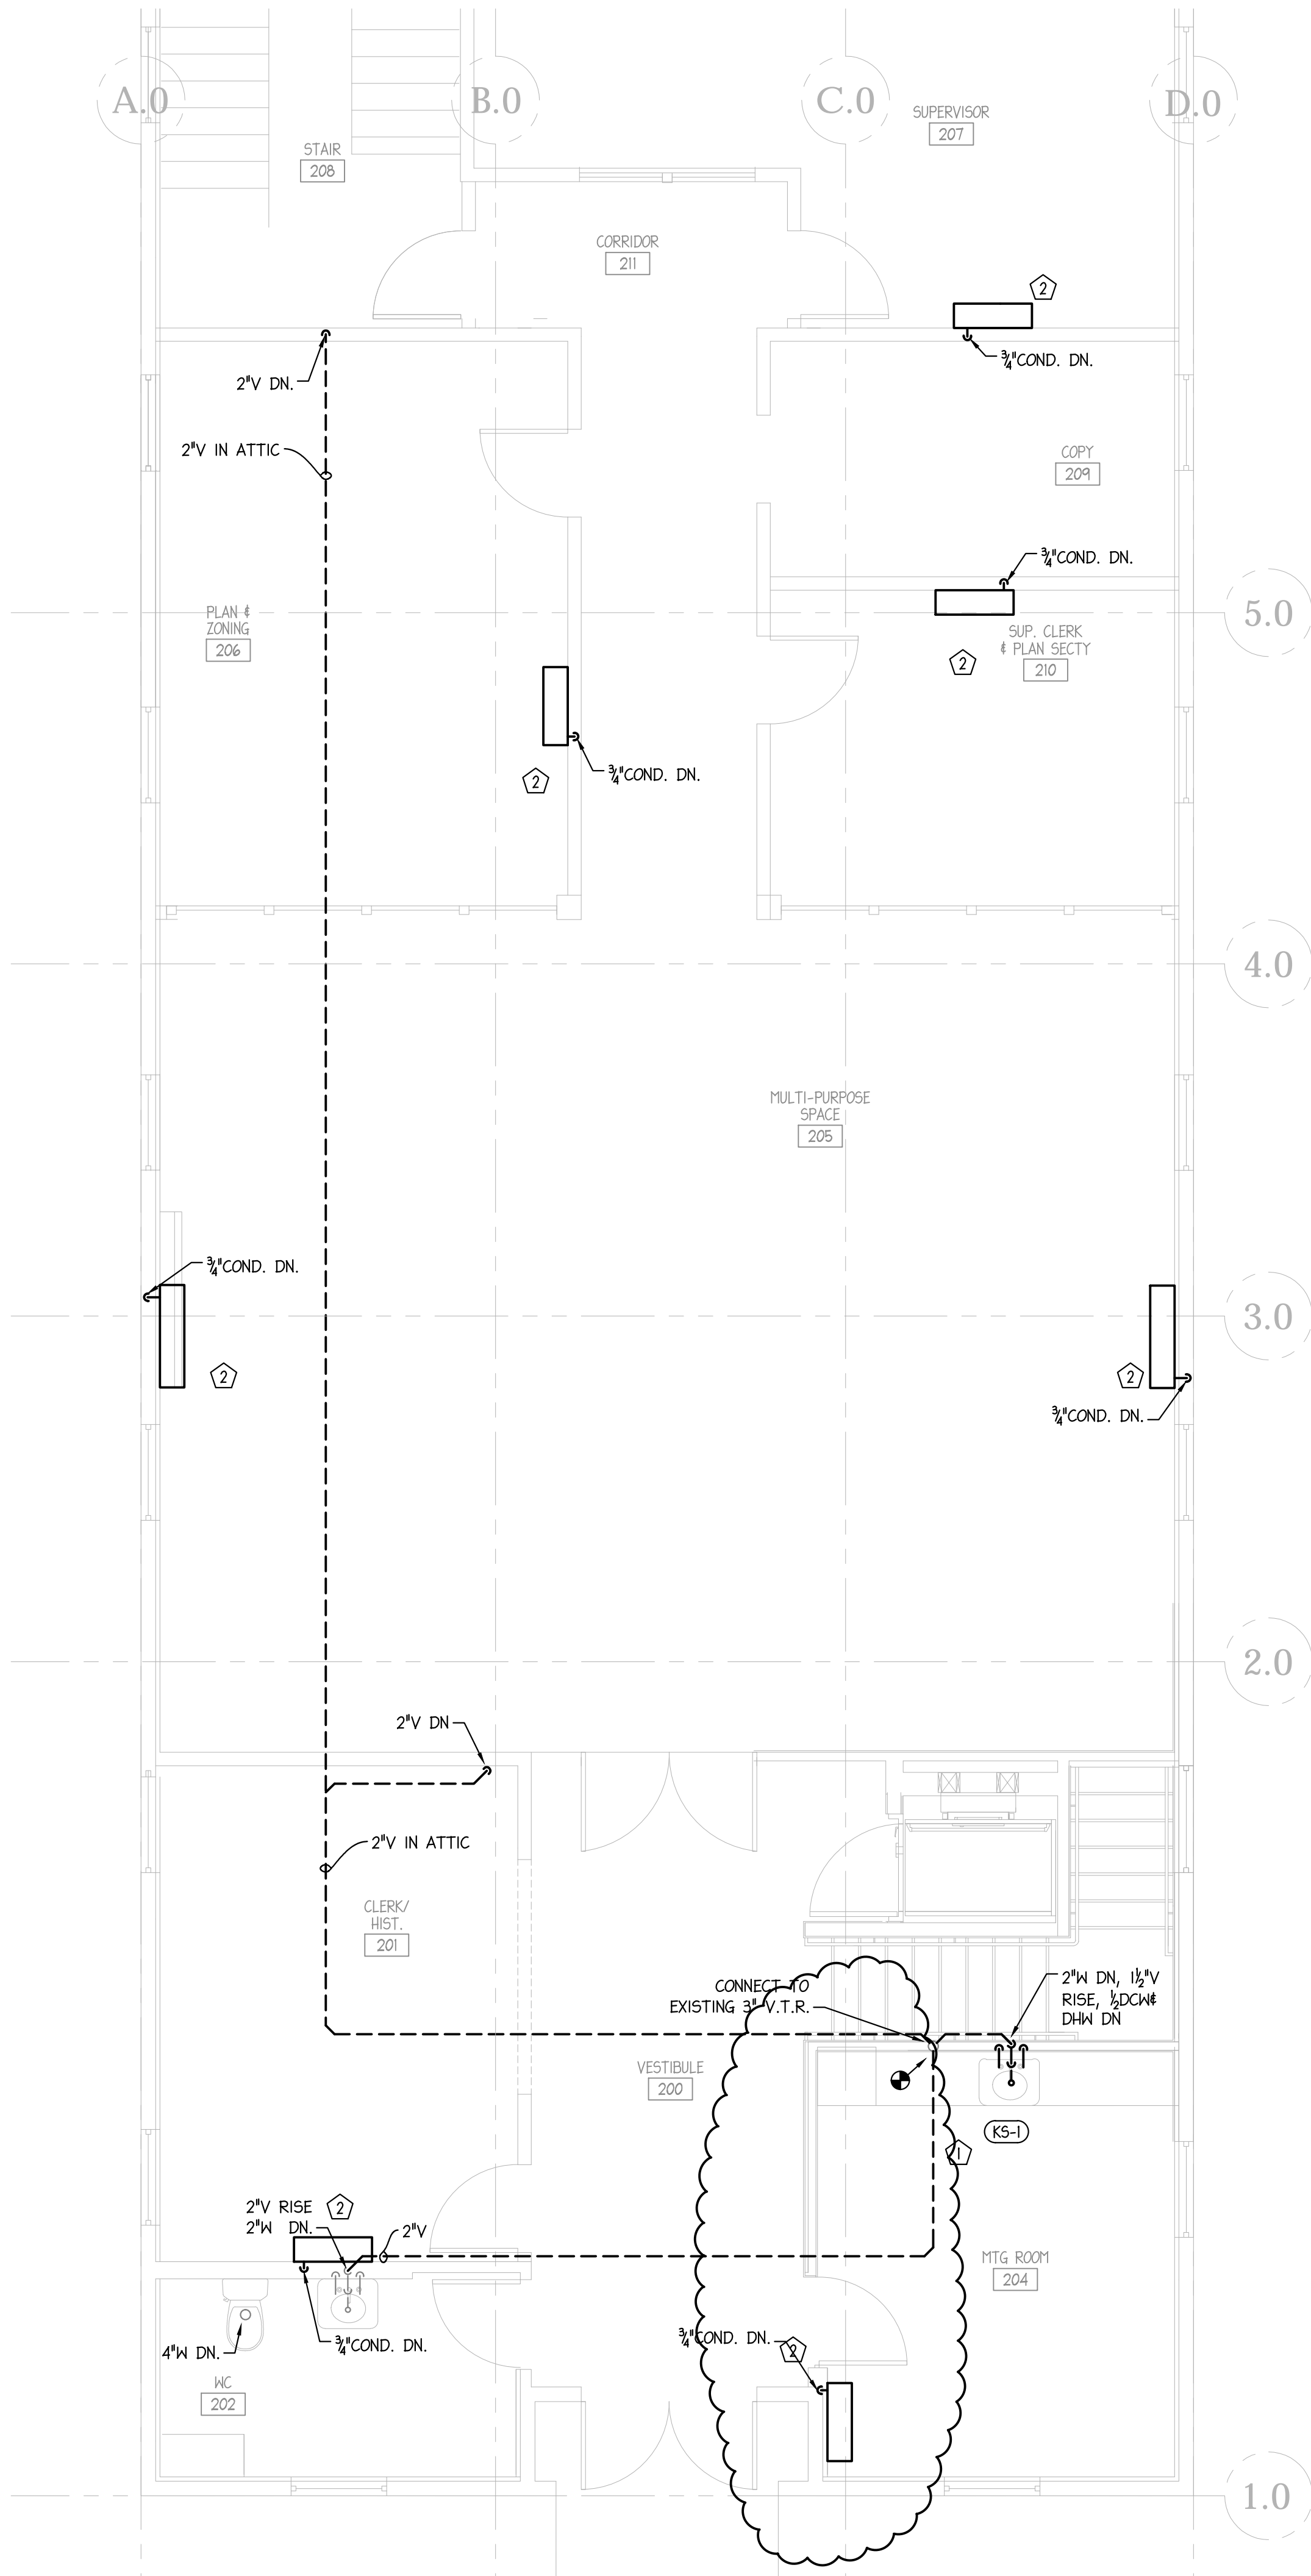 A.0
B.0
C.0
D.0
SUPERVISOR
207
STAIR
208
CORRIDOR
211
2
¾"COND. DN.
2"V DN.
2"V IN ATTIC
COPY
209
¾"COND. DN.
PLAN &
ZONING
206
5.0
SUP. CLERK
& PLAN SECTY
210
2
¾"COND. DN.
2
4.0
MULTI-PURPOSE
SPACE
205
¾"COND. DN.
3.0
2
2
¾"COND. DN.
2.0
2"V DN
2"V IN ATTIC
CLERK/
HIST.
201
CONNECT TO
EXISTING 3" V.T.R.
2"W DN, 1½"V
RISE, ½DCW&
DHW DN
VESTIBULE
200
KS-1
1
2"V RISE
2"W DN.
2
2"V
MTG ROOM
204
¾"COND. DN.
2
¾"COND. DN.
4"W DN.
WC
202
1.0